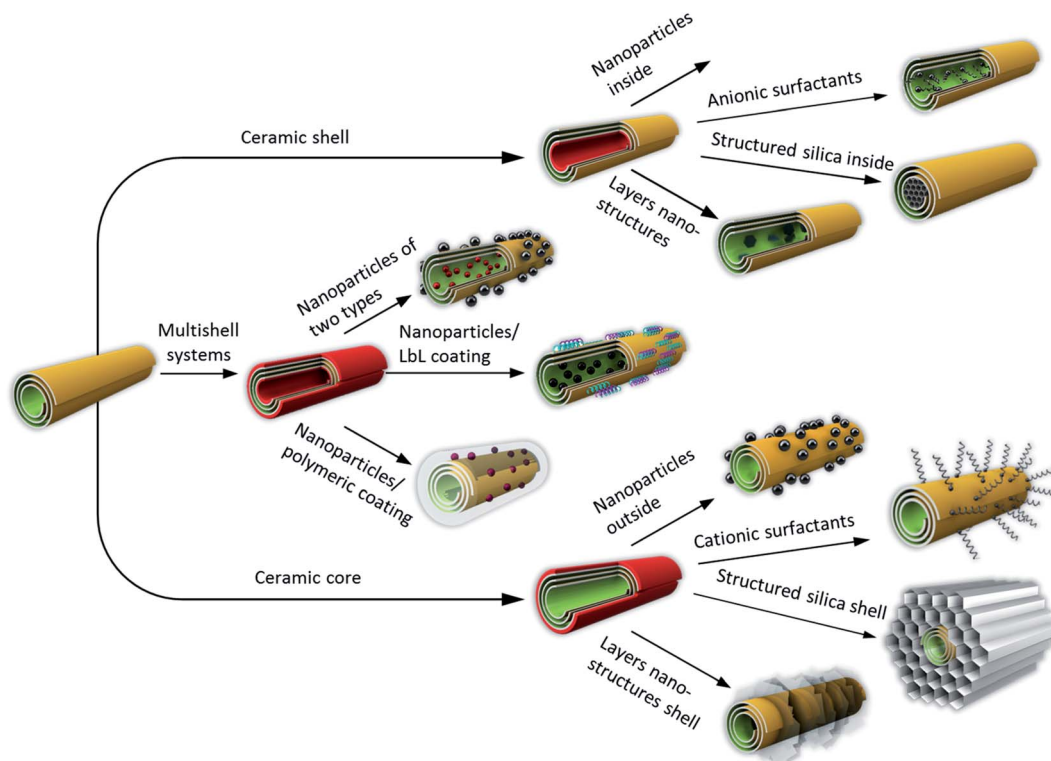 Nanoparticles
inside
Anionic surfactants
Ceramic shell
Structured silica inside
Layers nano-
structures
Nanoparticles of
two types
Multishell
systems
Nanoparticles/
LbL coating
Nanoparticles/
polymeric coating
Nanoparticles
outside
Cationic surfactants
Ceramic core
Structured silica shell
Layers nano-
structures shell